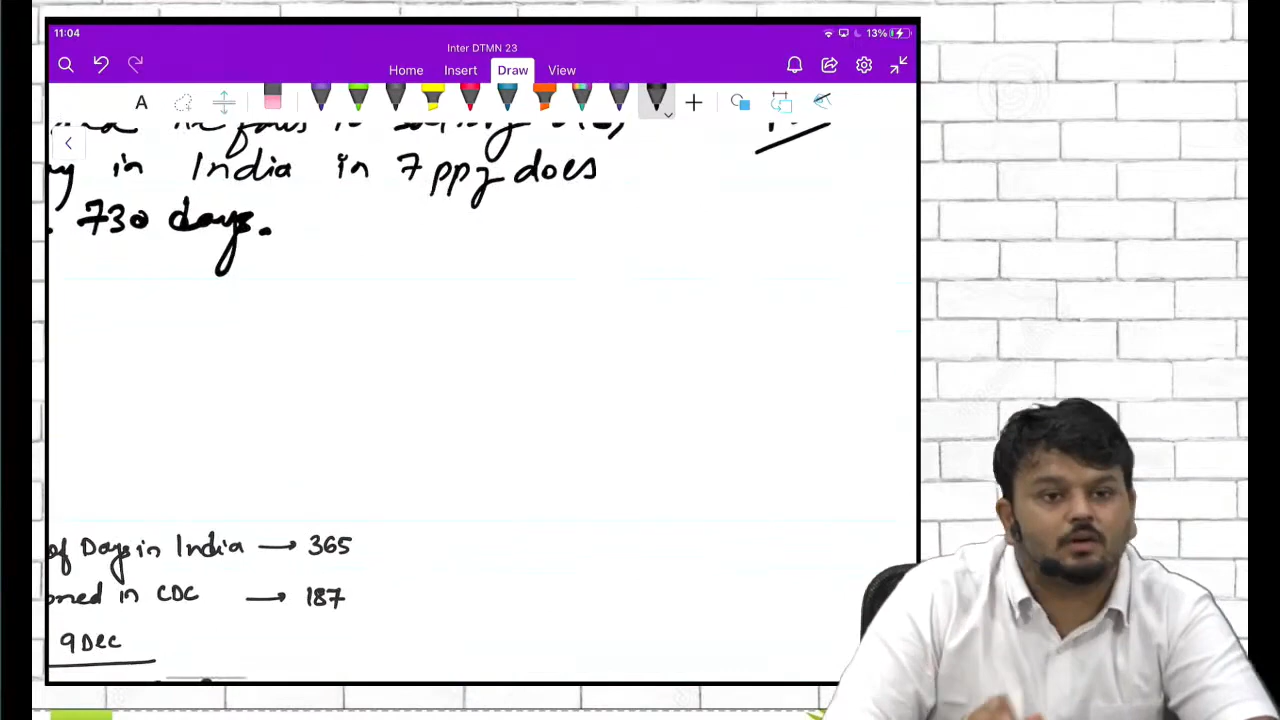 11:04
13%
Inter DTMN 23
Home Insert Draw View
A
in India in 7 ppy does
730 days.
of Days in India → 365
in CDC → 187
9 Dec